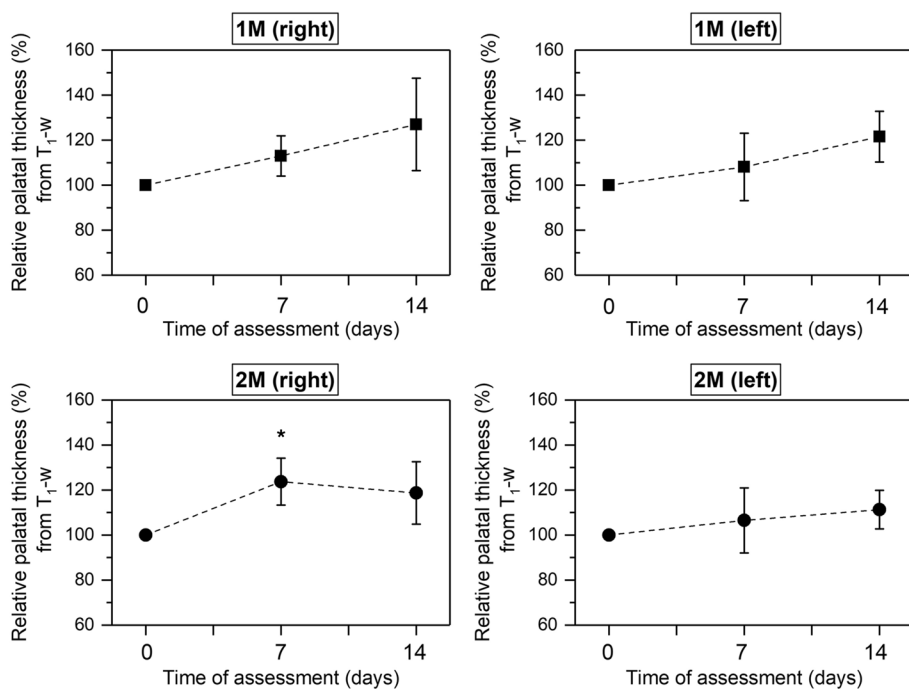 1M (right)
Relative palatal thickness (%)
from T₁-w
160
140
120
100
80
60
0
7
14
Time of assessment (days)
1M (left)
Relative palatal thickness (%)
from T₁-w
160
140
120
100
80
60
0
7
14
Time of assessment (days)
2M (right)
Relative palatal thickness (%)
from T₁-w
160
140
120
100
80
60
*
0
7
14
Time of assessment (days)
2M (left)
Relative palatal thickness (%)
from T₁-w
160
140
120
100
80
60
0
7
14
Time of assessment (days)